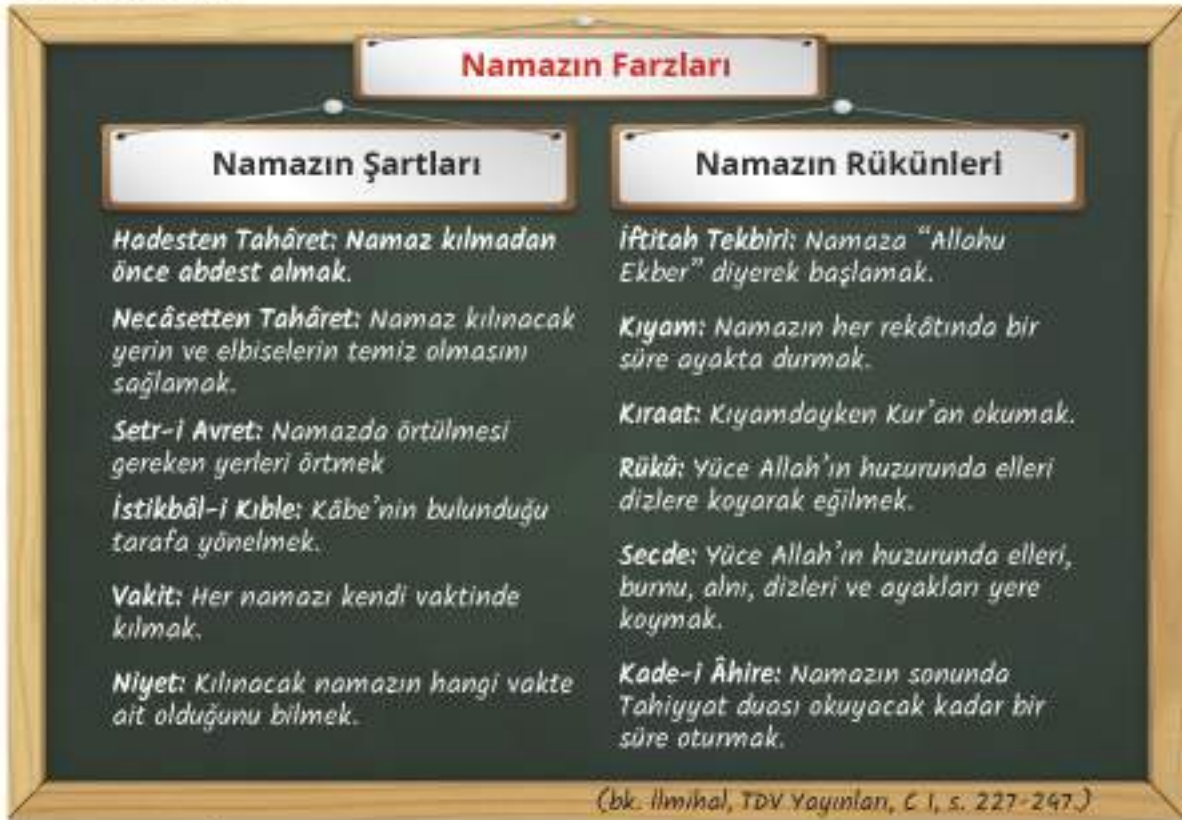 Namazın Farzları
Namazın Şartları
Hadesten Tahâret: Namaz kılmadan
önce abdest almak.
Necâsetten Tahâret: Namaz kılınacak
yerin ve elbiselerin temiz olmasını
sağlamak.
Setr-i Avret: Namazda örtülmesi
gereken yerleri örtmek
İstikbâl-i Kıble: Kâbe'nin bulunduğu
tarafa yönelmek.
Vakit: Her namazı kendi vaktinde
kılmak.
Niyet: Kılınacak namazın hangi vakte
ait olduğunu bilmek.
Namazın Rükünleri
İftitah Tekbiri: Namaza “Allahu
Ekber” diyerek başlamak.
Kıyam: Namazın her rekâtında bir
süre ayakta durmak.
Kıraat: Kıyamdayken Kur'an okumak.
Rükû: Yüce Allah'ın huzurunda elleri
dizlere koyarak eğilmek.
Secde: Yüce Allah'ın huzurunda elleri,
burnu, alnı, dizleri ve ayakları yere
koymak.
Kade-i Âhire: Namazın sonunda
Tahiyyat duası okuyacak kadar bir
süre oturmak.
(bk. İlmihal, TDV Yayınları, C I, s. 227-247.)